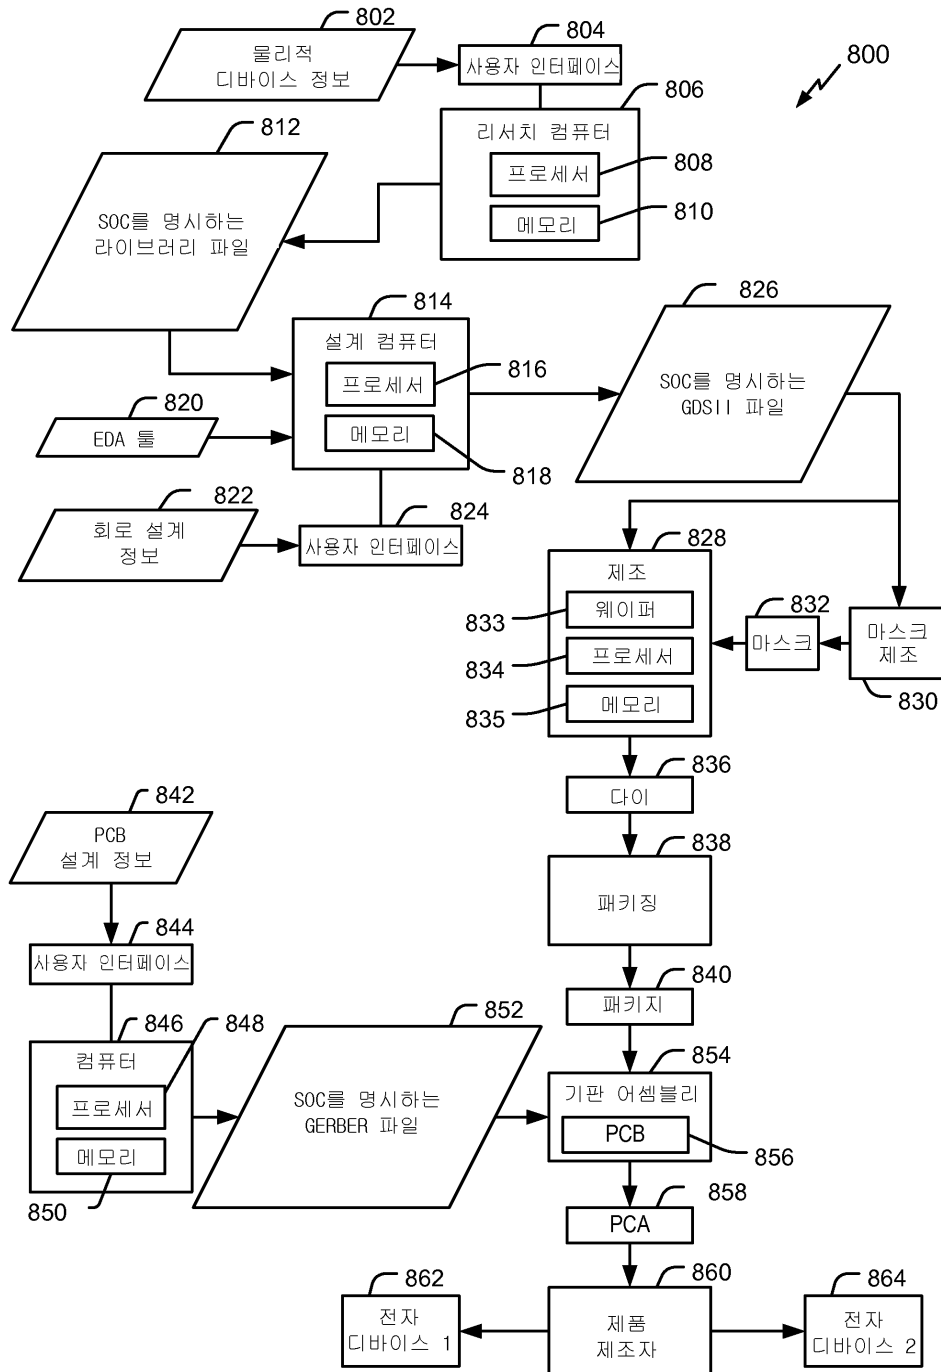 802
물리적
디바이스 정보
804
사용자 인터페이스
800
806
리서치 컴퓨터
프로세서
808
메모리
810
812
SOC를 명시하는
라이브러리 파일
814
설계 컴퓨터
프로세서
816
메모리
818
820
EDA 툴
822
회로 설계
정보
824
사용자 인터페이스
826
SOC를 명시하는
GDSII 파일
828
제조
웨이퍼
833
프로세서
834
메모리
835
832
마스크
마스크
제조
830
836
다이
838
패키징
840
패키지
842
PCB
설계 정보
844
사용자 인터페이스
846
컴퓨터
848
프로세서
메모리
850
852
SOC를 명시하는
GERBER 파일
854
기판 어셈블리
PCB
856
858
PCA
860
제품
제조자
862
전자
디바이스 1
864
전자
디바이스 2